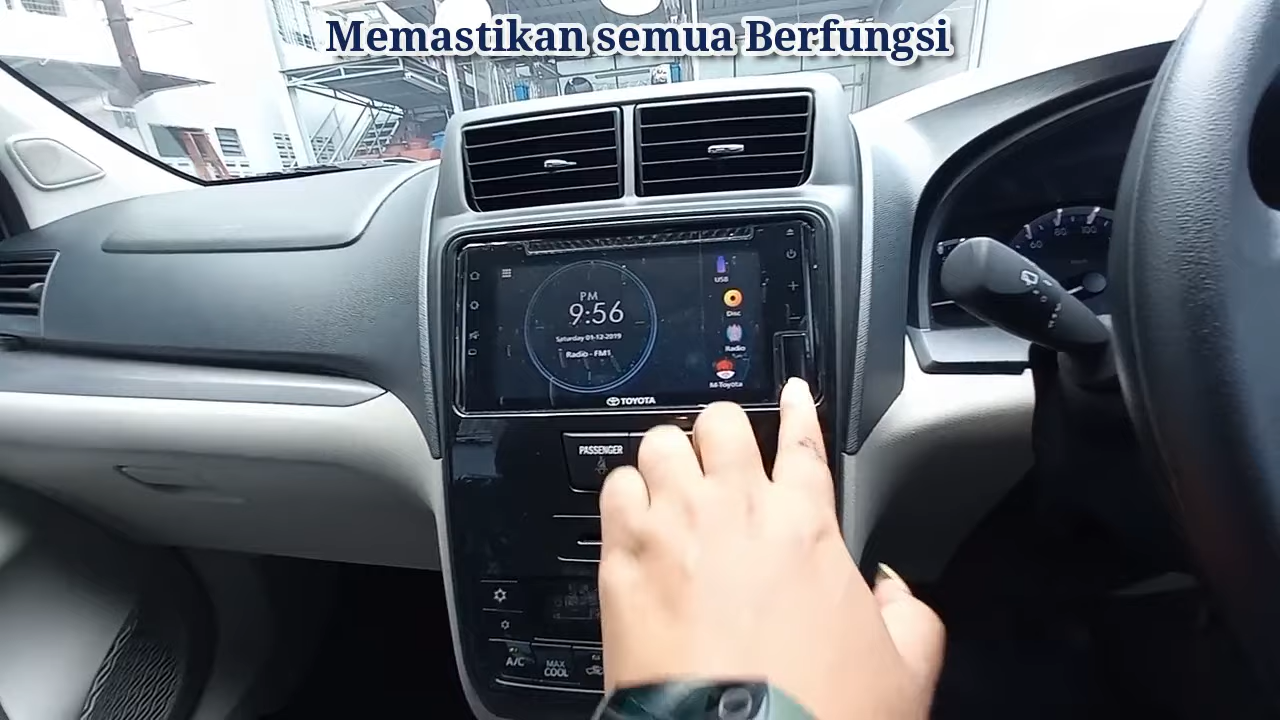 Memastikan semua Berfungsi
PM
9:56
Saturday 01-12-2019
Radio - FM1
USB
Disc
Radio
M-Toyota
TOYOTA
PASSENGER
A/C
MAX
COOL
60
80
100